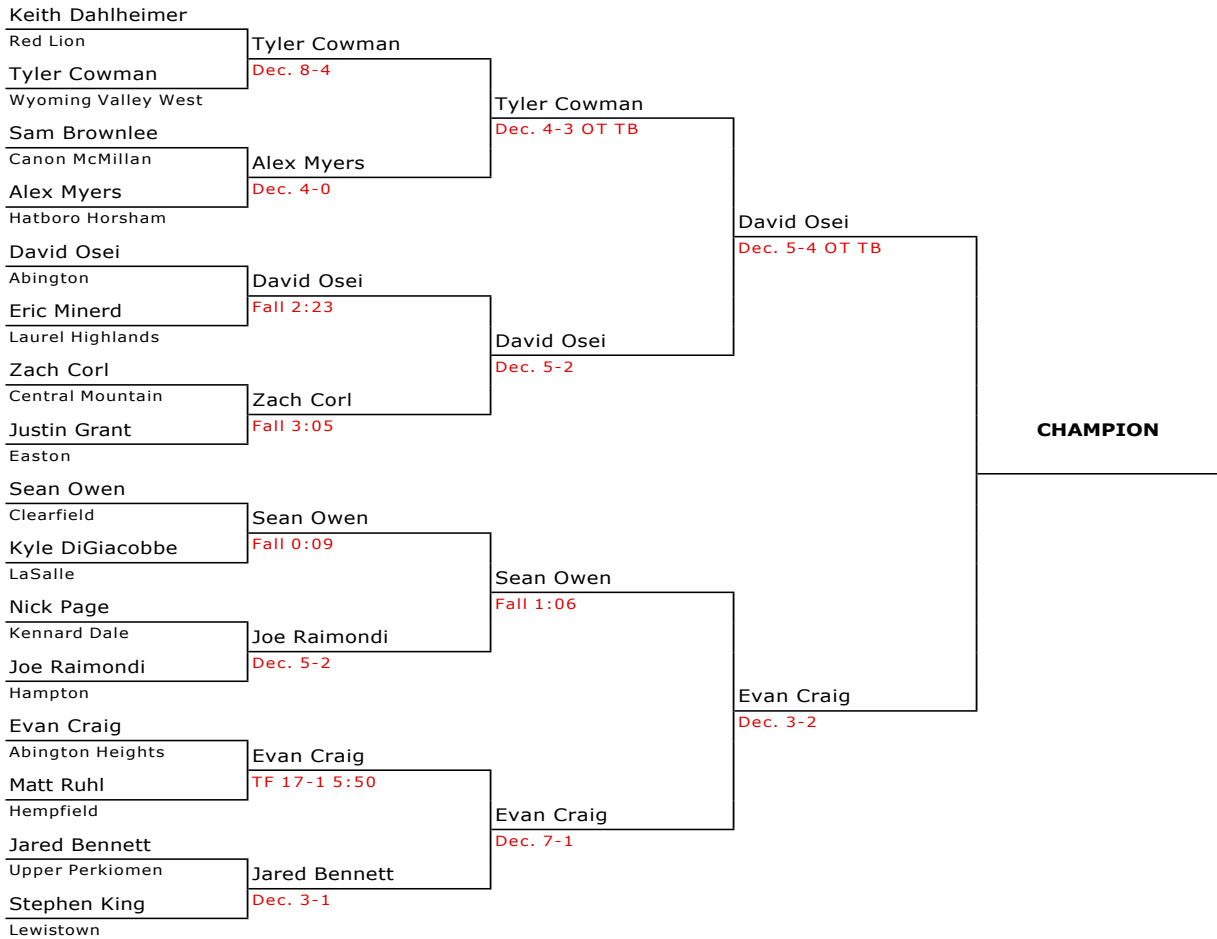 Keith Dahlheimer
Red Lion
Tyler Cowman
Dec. 8-4
Tyler Cowman
Wyoming Valley West
Tyler Cowman
Dec. 4-3 OT TB
Sam Brownlee
Canon McMillan
Alex Myers
Dec. 4-0
Alex Myers
Hatboro Horsham
David Osei
Dec. 5-4 OT TB
David Osei
Abington
David Osei
Fall 2:23
Eric Minerd
Laurel Highlands
David Osei
Dec. 5-2
Zach Corl
Central Mountain
Zach Corl
Fall 3:05
Justin Grant
Easton
CHAMPION
Sean Owen
Clearfield
Sean Owen
Fall 0:09
Kyle DiGiacobbe
LaSalle
Sean Owen
Fall 1:06
Nick Page
Kennard Dale
Joe Raimondi
Dec. 5-2
Joe Raimondi
Hampton
Evan Craig
Dec. 3-2
Evan Craig
Abington Heights
Evan Craig
TF 17-1 5:50
Matt Ruhl
Hempfield
Evan Craig
Dec. 7-1
Jared Bennett
Upper Perkiomen
Jared Bennett
Dec. 3-1
Stephen King
Lewistown